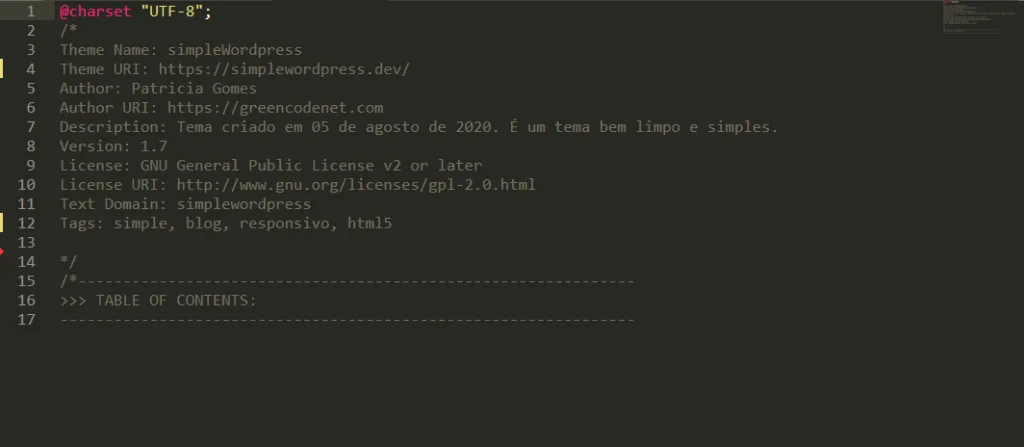 1 @charset "UTF-8";
2 /*
3 Theme Name: simpleWordpress
4 Theme URI: https://simplewordpress.dev/
5 Author: Patricia Gomes
6 Author URI: https://greencodenet.com
7 Description: Tema criado em 05 de agosto de 2020. É um tema bem limpo e simples.
8 Version: 1.7
9 License: GNU General Public License v2 or later
10 License URI: http://www.gnu.org/licenses/gpl-2.0.html
11 Text Domain: simplewordpress
12 Tags: simple, blog, responsivo, html5
13
14 */
15 /*--------------------------------------------------------------
16 >>> TABLE OF CONTENTS:
17 ----------------------------------------------------------------